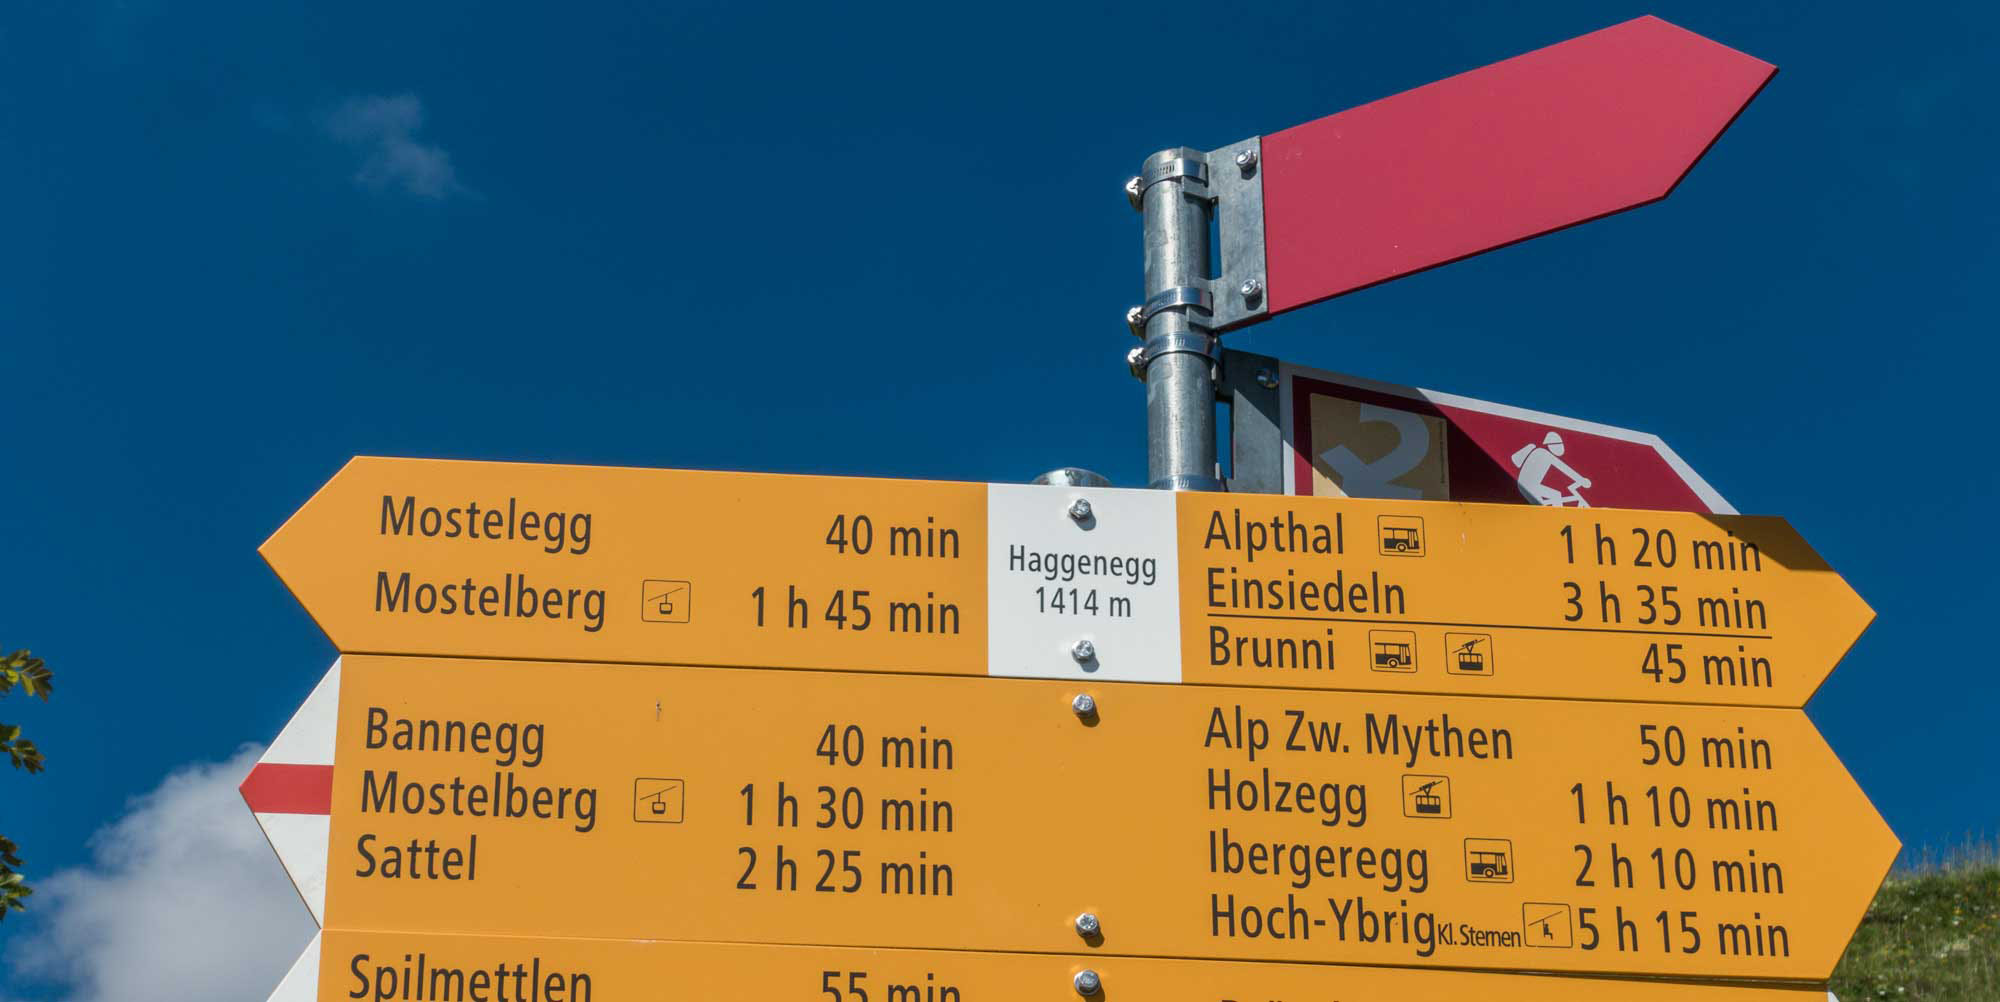 2
Mostelegg 40 min
Mostelberg 1 h 45 min
Haggenegg
1414 m
Alpthal 1 h 20 min
Einsiedeln 3 h 35 min
Brunni 45 min
Bannegg 40 min
Mostelberg 1 h 30 min
Sattel 2 h 25 min
Alp Zw. Mythen 50 min
Holzegg 1 h 10 min
Ibergeregg 2 h 10 min
Hoch-Ybrig Kl. Sternen 5 h 15 min
Spilmettlen 55 min